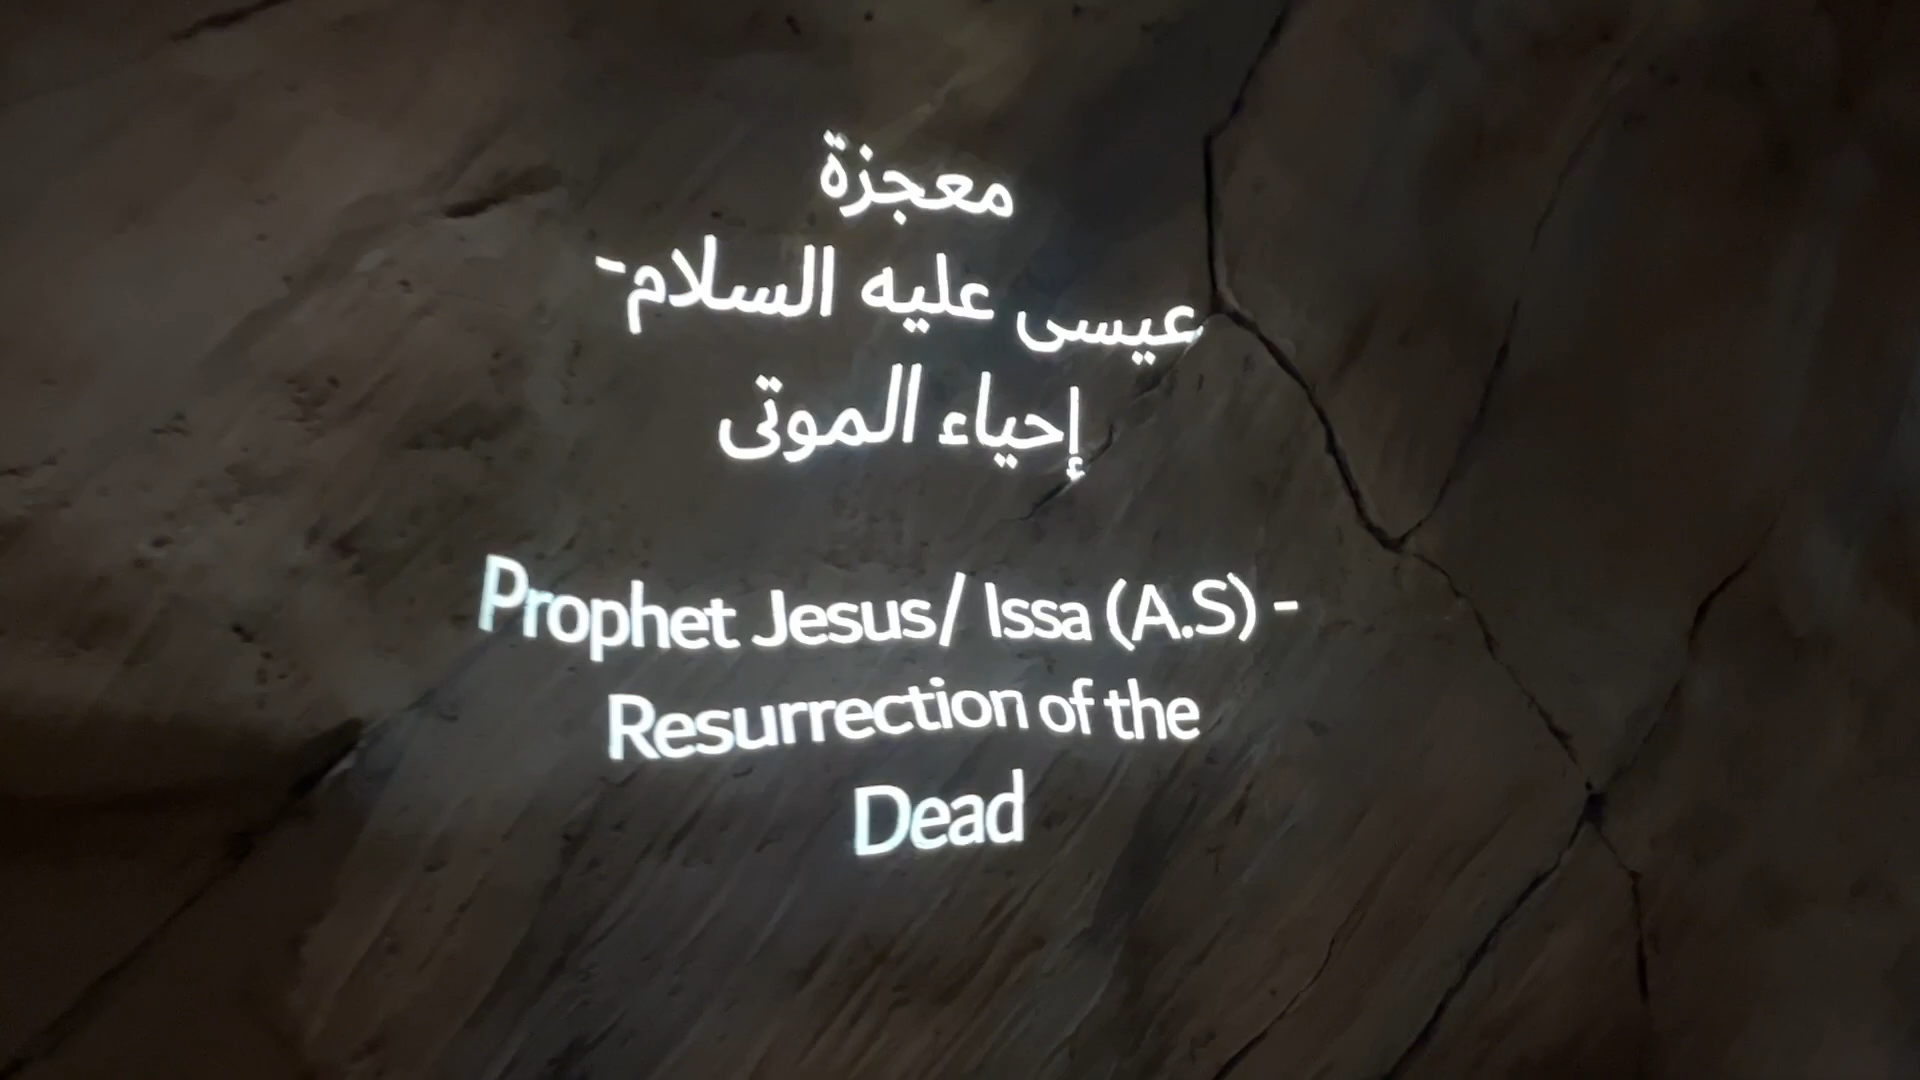 معجزة
عيسى عليه السلام-
إحياء الموتى
Prophet Jesus/ Issa (A.S) -
Resurrection of the
Dead